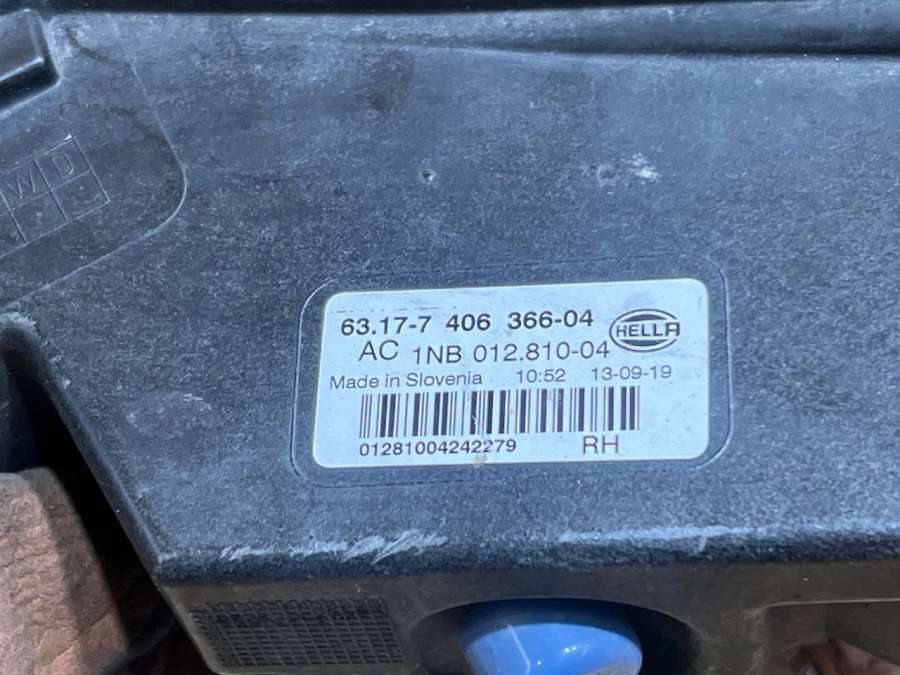 W D
63.17-7 406 366-04
HELLA
AC 1NB 012.810-04
Made in Slovenia 10:52 13-09-19
01281004242279 RH